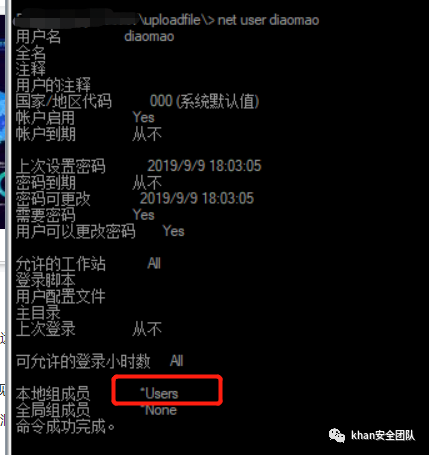 \uploadfile\> net user diaomao
用户名 diaomao
全名
注释
用户的注释
国家/地区代码 000 (系统默认值)
帐户启用 Yes
帐户到期 从不
上次设置密码 2019/9/9 18:03:05
密码到期 从不
密码可更改 2019/9/9 18:03:05
需要密码 Yes
用户可以更改密码 Yes
允许的工作站 All
登录脚本
用户配置文件
主目录
上次登录 从不
可允许的登录小时数 All
本地组成员 *Users
全局组成员 *None
命令成功完成。
khan安全团队